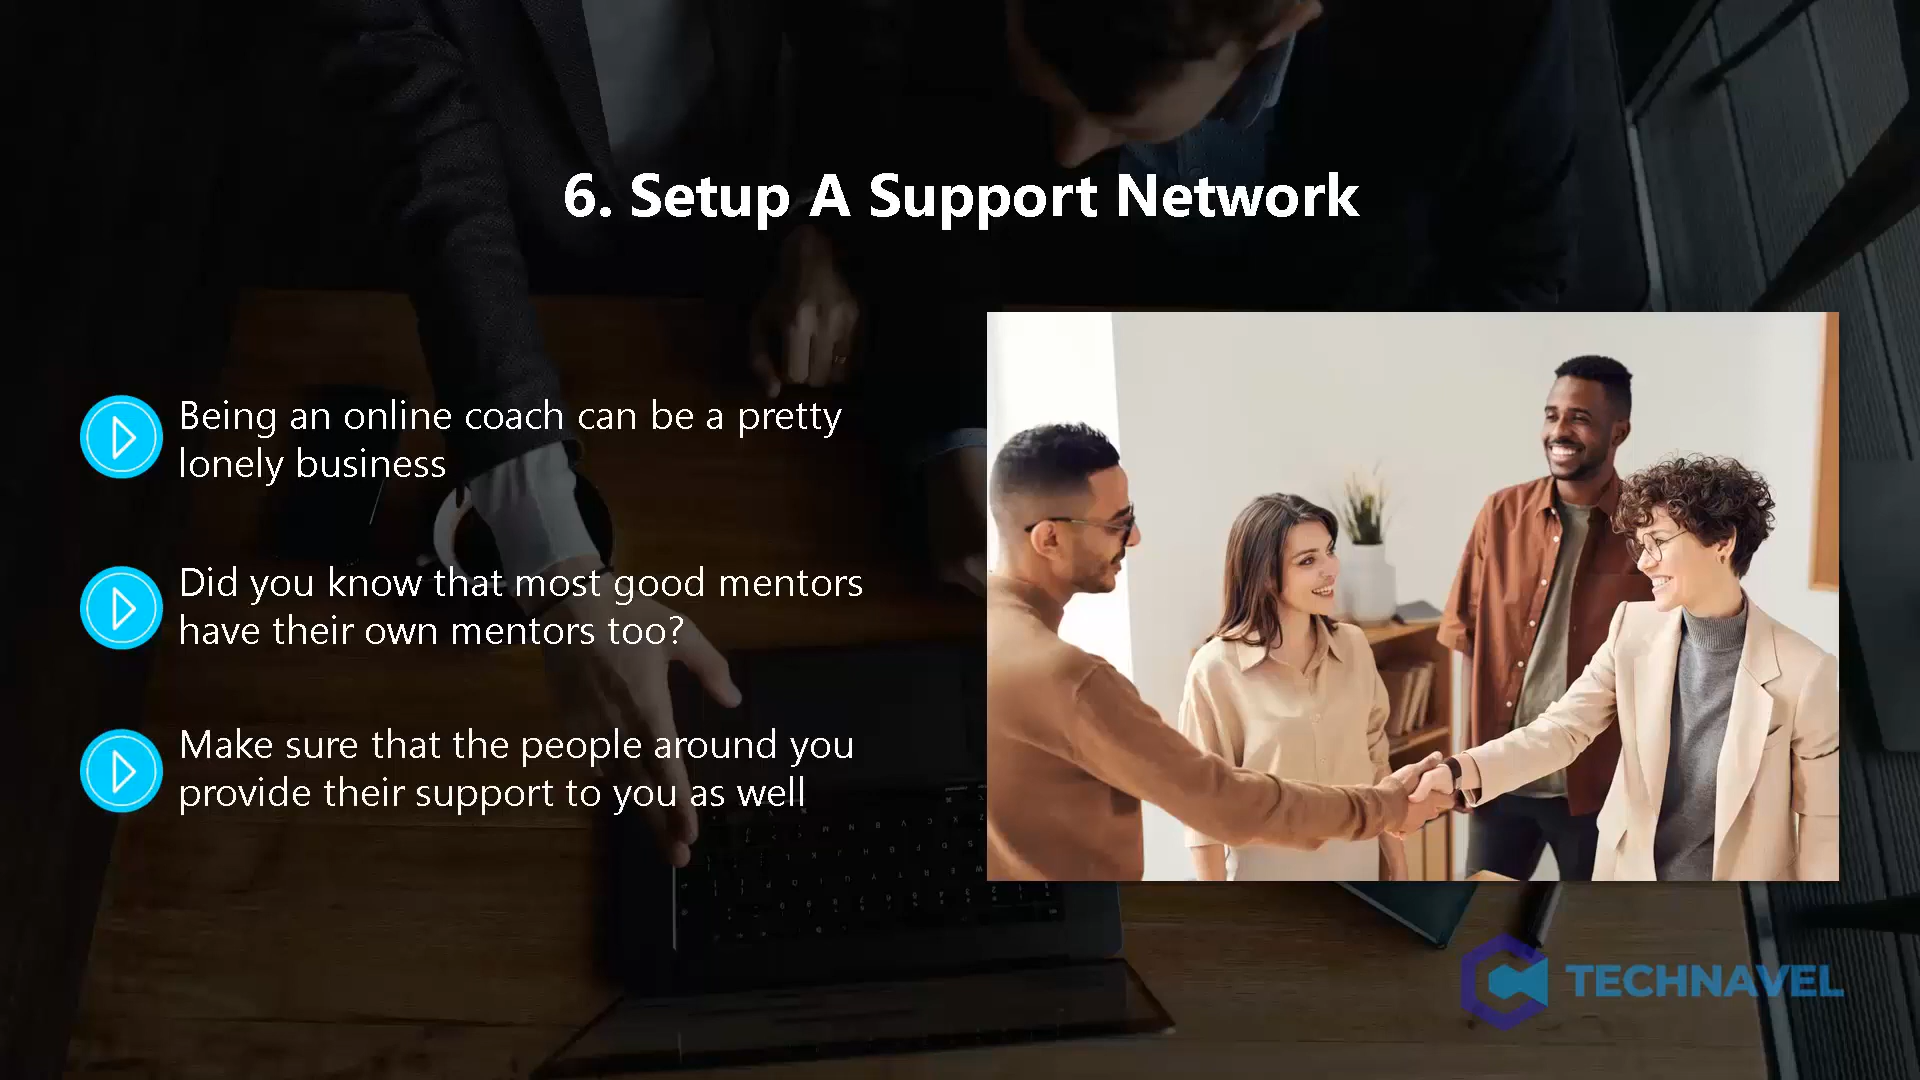 6. Setup A Support Network
Being an online coach can be a pretty
lonely business
Did you know that most good mentors
have their own mentors too?
Make sure that the people around you
provide their support to you as well
TECHNAVEL